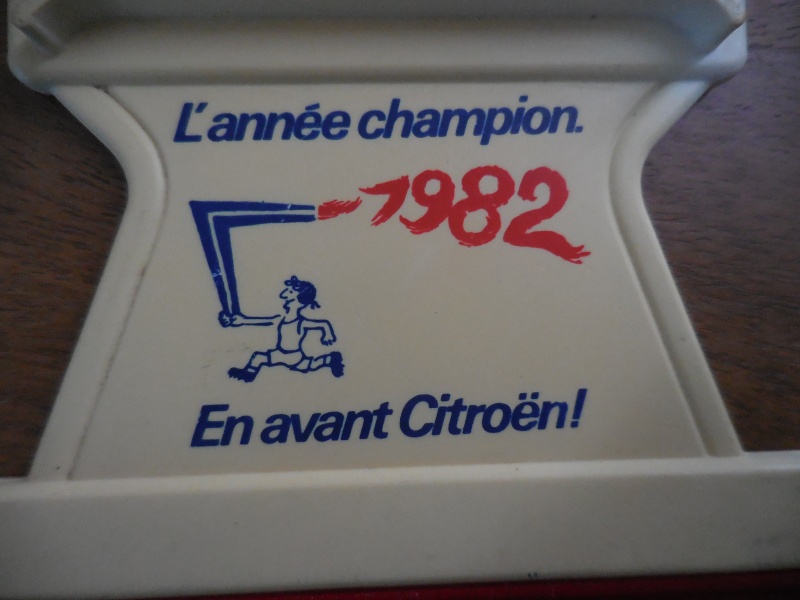 L'année champion.
1982
En avant Citroën!